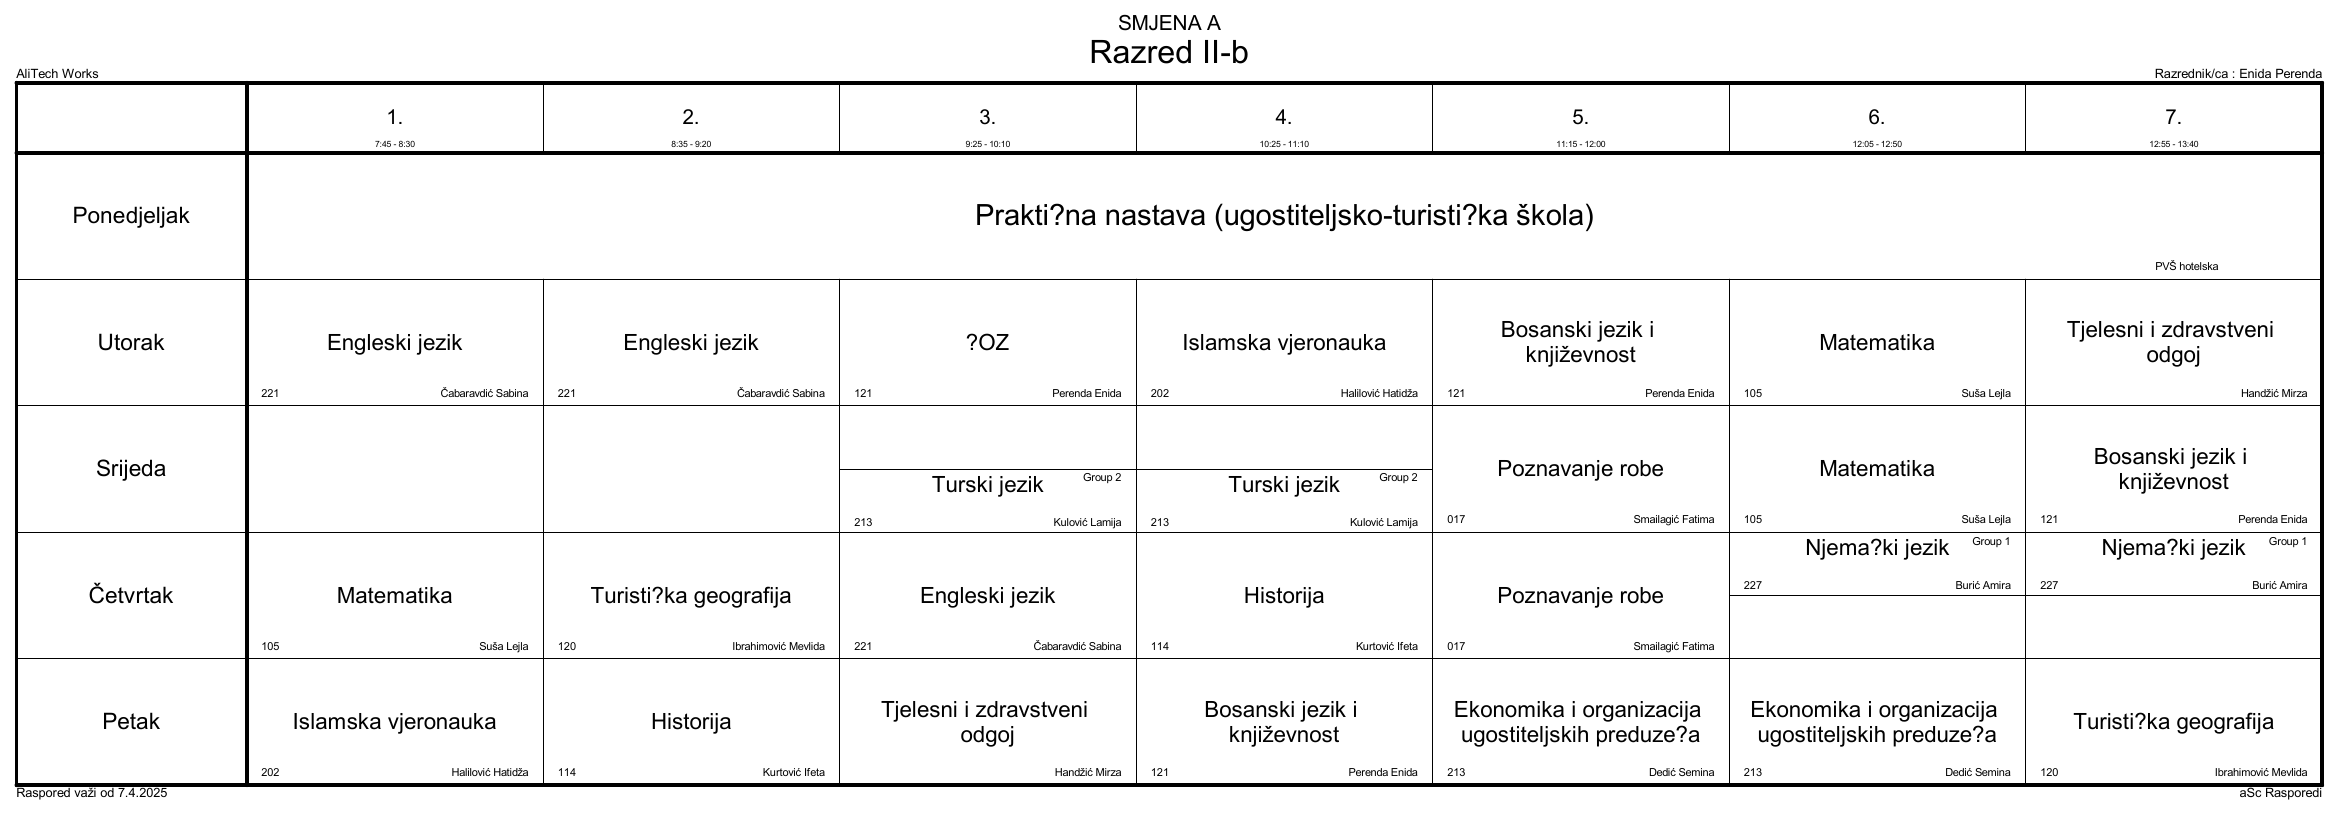 SMJENA A
Razred II-b
AliTech Works
Razrednik/ca : Enida Perenda
1.
7:45 - 8:30
2.
8:35 - 9:20
3.
9:25 - 10:10
4.
10:25 - 11:10
5.
11:15 - 12:00
6.
12:05 - 12:50
7.
12:55 - 13:40
Ponedjeljak
Prakti?na nastava (ugostiteljsko-turisti?ka škola)
PVŠ hotelska
Utorak
Engleski jezik
221 Čabaravdić Sabina
Engleski jezik
221 Čabaravdić Sabina
?OZ
121 Perenda Enida
Islamska vjeronauka
202 Halilović Hatidža
Bosanski jezik i
književnost
121 Perenda Enida
Matematika
105 Suša Lejla
Tjelesni i zdravstveni
odgoj
Handžić Mirza
Srijeda
Turski jezik Group 2
213 Kulović Lamija
Turski jezik Group 2
213 Kulović Lamija
Poznavanje robe
017 Smailagić Fatima
Matematika
105 Suša Lejla
Bosanski jezik i
književnost
121 Perenda Enida
Četvrtak
Matematika
105 Suša Lejla
Turisti?ka geografija
120 Ibrahimović Mevlida
Engleski jezik
221 Čabaravdić Sabina
Historija
114 Kurtović Ifeta
Poznavanje robe
017 Smailagić Fatima
Njema?ki jezik Group 1
227 Burić Amira
Njema?ki jezik Group 1
227 Burić Amira
Petak
Islamska vjeronauka
202 Halilović Hatidža
Historija
114 Kurtović Ifeta
Tjelesni i zdravstveni
odgoj
Handžić Mirza
Bosanski jezik i
književnost
121 Perenda Enida
Ekonomika i organizacija
ugostiteljskih preduze?a
213 Dedić Semina
Ekonomika i organizacija
ugostiteljskih preduze?a
213 Dedić Semina
Turisti?ka geografija
120 Ibrahimović Mevlida
Raspored važi od 7.4.2025
aSc Rasporedi